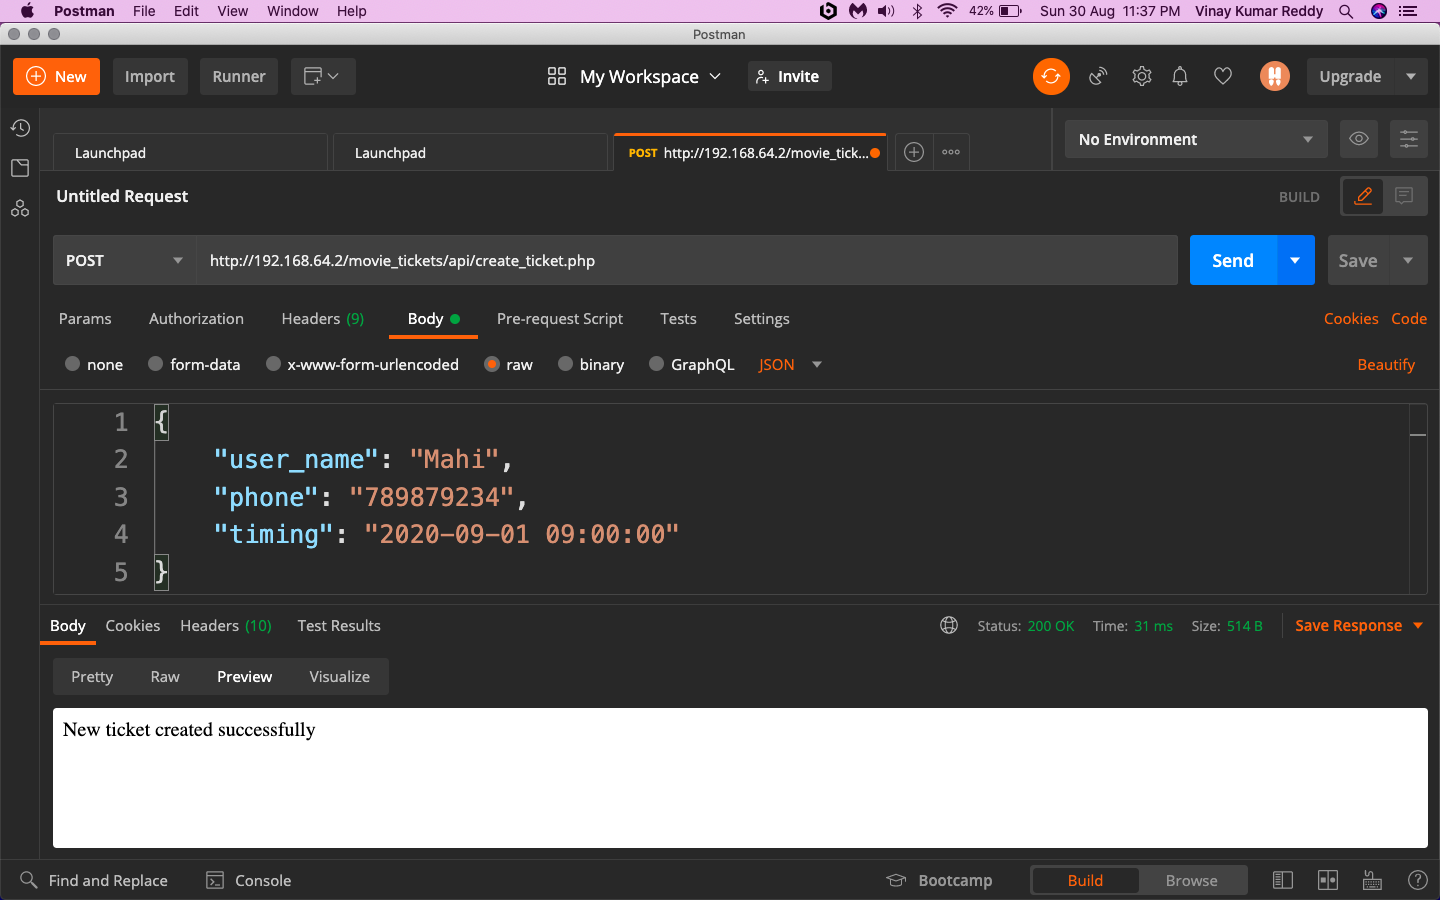 Postman File Edit View Window Help 42% Sun 30 Aug 11:37 PM Vinay Kumar Reddy
Postman
New Import Runner My Workspace Invite Upgrade
Launchpad Launchpad POST http://192.168.64.2/movie_tick... No Environment
Untitled Request BUILD
POST http://192.168.64.2/movie_tickets/api/create_ticket.php Send Save
Params Authorization Headers (9) Body Pre-request Script Tests Settings Cookies Code
none form-data x-www-form-urlencoded raw binary GraphQL JSON Beautify
1 {
2 "user_name": "Mahi",
3 "phone": "789879234",
4 "timing": "2020-09-01 09:00:00"
5 }
Body Cookies Headers (10) Test Results Status: 200 OK Time: 31 ms Size: 514 B Save Response
Pretty Raw Preview Visualize
New ticket created successfully
Find and Replace Console Bootcamp Build Browse